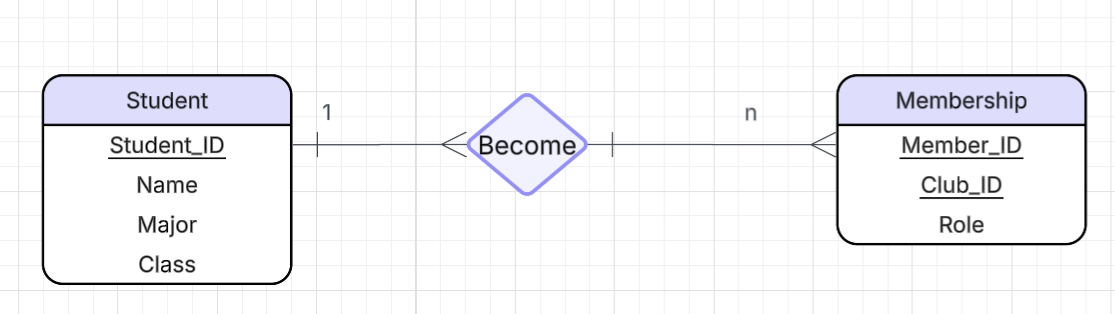 Student
Student_ID
Name
Major
Class
1
Become
n
Membership
Member_ID
Club_ID
Role